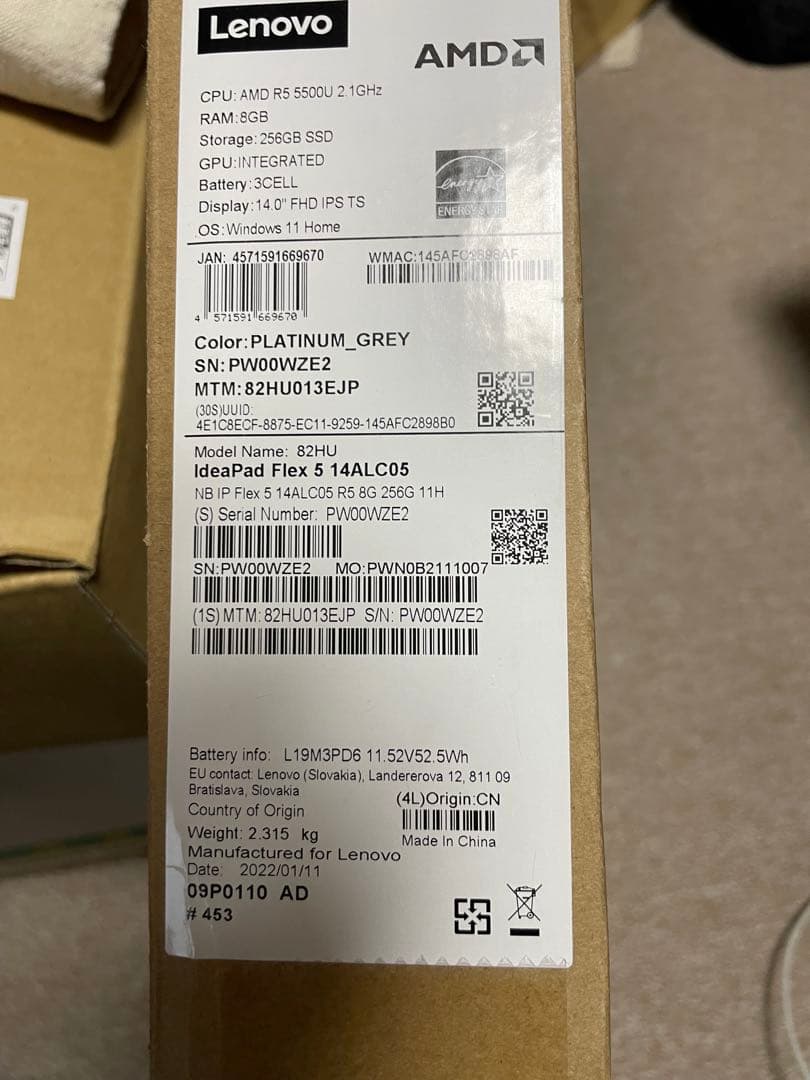 Lenovo
AMD
CPU: AMD R5 5500U 2.1GHz
RAM:8GB
Storage:256GB SSD
GPU:INTEGRATED
Battery:3CELL
Display:14.0" FHD IPS TS
OS:Windows 11 Home
energy
ENERGY STAR
JAN: 4571591669670
WMAC:145AFC2898AF
4 571591 669670
Color:PLATINUM_GREY
SN:PW00WZE2
MTM:82HU013EJP
(30S)UUID:
4E1C8ECF-8875-EC11-9259-145AFC2898B0
Model Name: 82HU
IdeaPad Flex 5 14ALC05
NB IP Flex 5 14ALC05 R5 8G 256G 11H
(S) Serial Number: PW00WZE2
SN:PW00WZE2 MO:PWN0B2111007
(1S) MTM:82HU013EJP S/N: PW00WZE2
Battery info: L19M3PD6 11.52V52.5Wh
EU contact: Lenovo (Slovakia), Landererova 12, 811 09
Bratislava, Slovakia
Country of Origin
(4L)Origin:CN
Made In China
Weight: 2.315 kg
Manufactured for Lenovo
Date: 2022/01/11
09P0110 AD
# 453